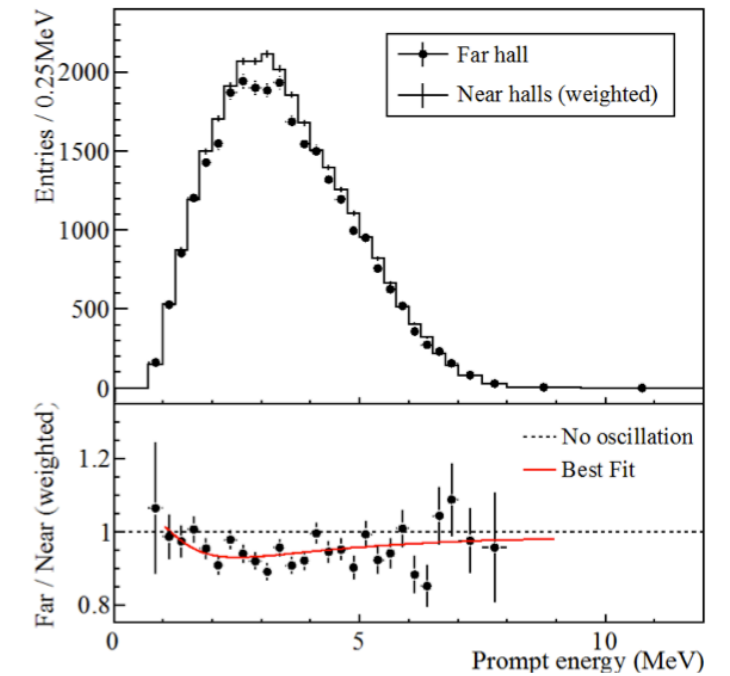 Entries / 0.25MeV
2000
1500
1000
500
0
Far hall
Near halls (weighted)
Far / Near (weighted)
1.2
1
0.8
No oscillation
Best Fit
0
5
10
Prompt energy (MeV)